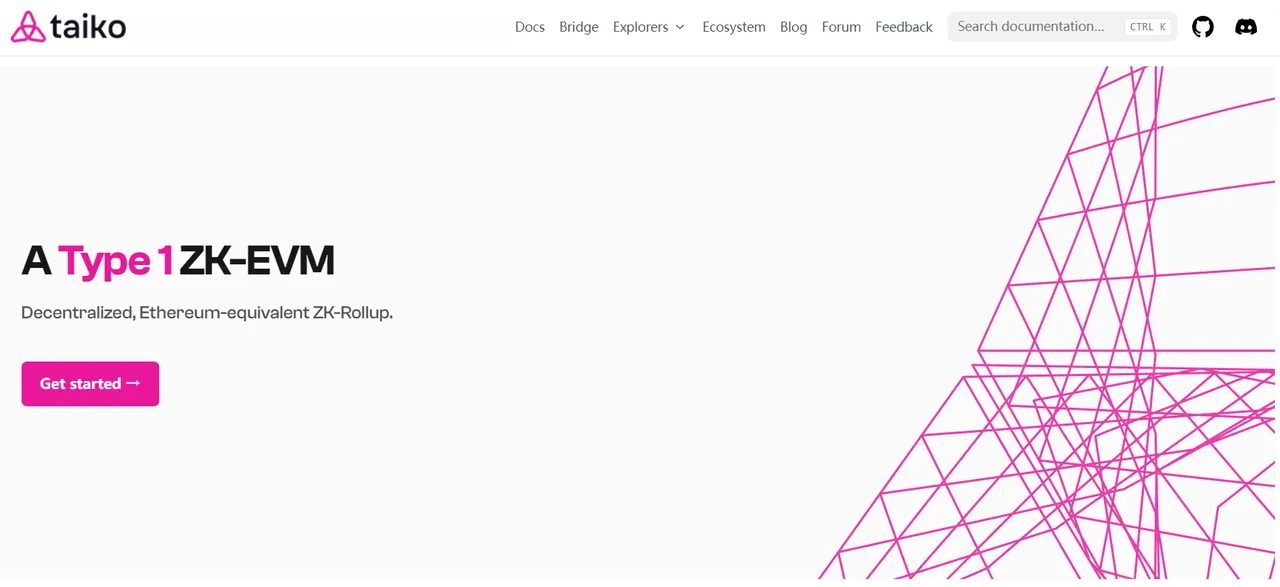 taiko Docs Bridge Explorers Ecosystem Blog Forum Feedback Search documentation... CTRL K
A Type 1 ZK-EVM
Decentralized, Ethereum-equivalent ZK-Rollup.
Get started →